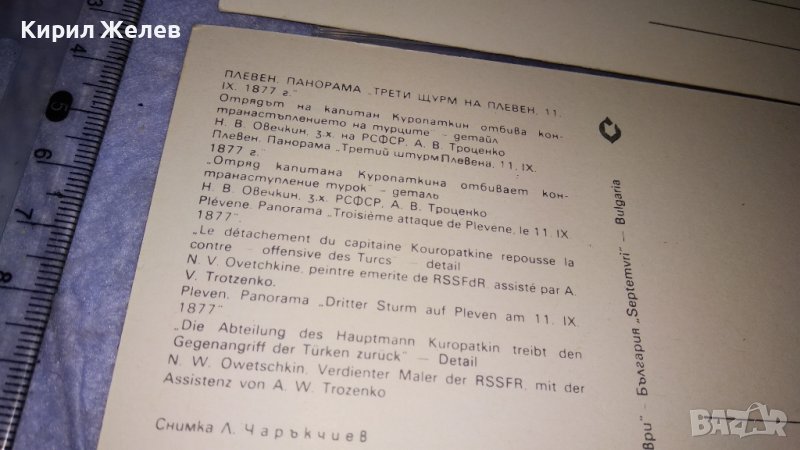 Кирил Желев
ПЛЕВЕН. ПАНОРАМА „ТРЕТИ ЩУРМ НА ПЛЕВЕН, 11.
IX. 1877 г."
Отрядът на капитан Куропаткин отбива кон-
транастъплението на турците" - детайл
Н. В. Овечкин, з.х. на РСФСР, А. В. Троценко
Плевен. Панорама „Третий штурм Плевена, 11. IX.
1877 г."
„Отряд капитана Куропаткина отбивает кон-
транаступление турок" - деталь
Н. В. Овечкин, з.х. РСФСР, А. В. Троценко
Plévene. Panorama „Troisiéme attaque de Plevene, le 11. IX.
1877".
„Le détachement du capitaine Kouropatkine repousse la
contre - offensive des Turcs" - detail
N. V. Ovetchkine, peintre emerite de RSSFdR, assisté par A.
V. Trotzenko.
Pleven. Panorama „Dritter Sturm auf Pleven am 11. IX.
1877"
„Die Abteilung des Hauptmann Kuropatkin treibt den
Gegenangriff der Türken zurück" — Detail
N. W. Owetschkin, Verdienter Maler der RSSFR, mit der
Assistenz von A. W. Trozenko
Снимка Л. Чаръкчиев
ври" — България „Septemvri" — Bulgaria
5
6
7
8
BAZAR